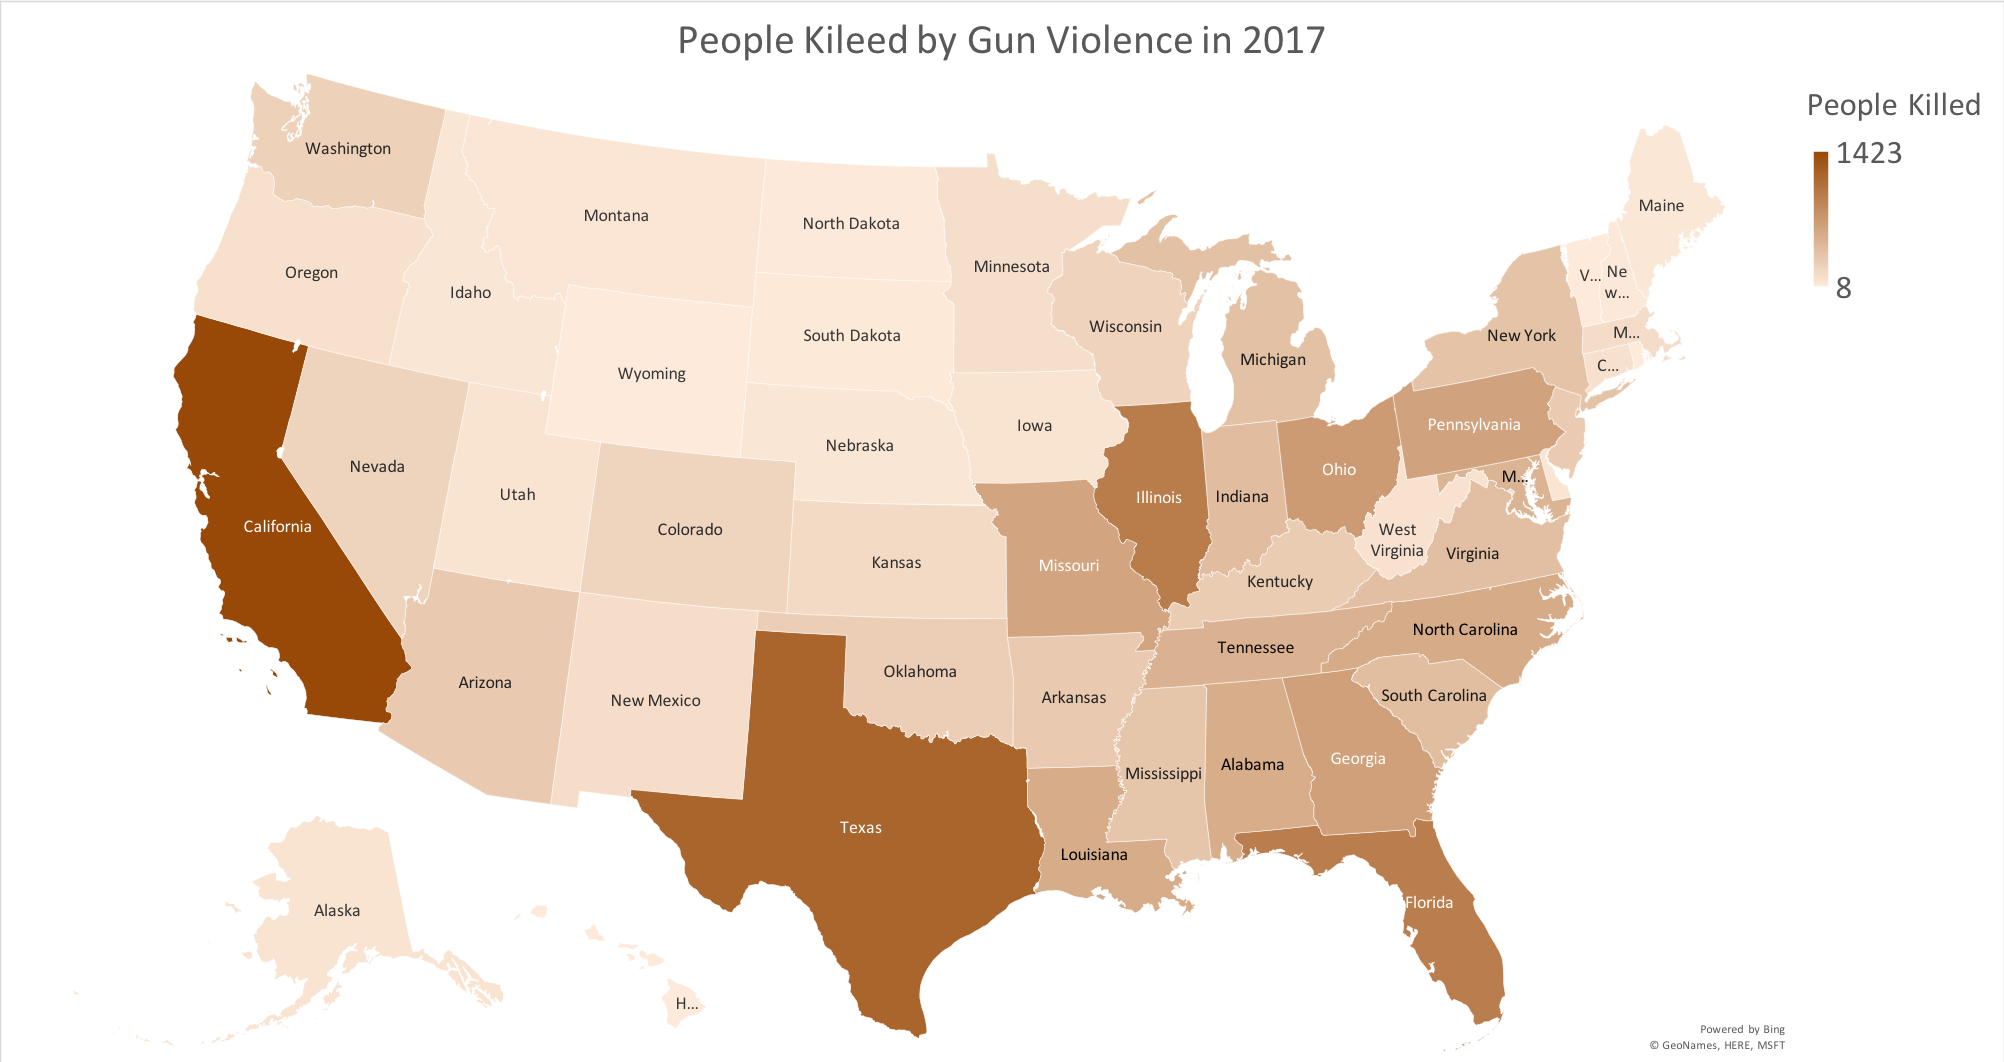 People Kileed by Gun Violence in 2017
People Killed
1423
8
Washington
Montana
North Dakota
Minnesota
Maine
Oregon
Idaho
V...
Ne
w...
Wisconsin
South Dakota
New York
M...
Michigan
Wyoming
C...
Iowa
Pennsylvania
Nebraska
Nevada
Ohio
M...
Utah
Illinois
Indiana
California
Colorado
West
Virginia
Virginia
Kansas
Missouri
Kentucky
North Carolina
Tennessee
Oklahoma
Arizona
South Carolina
Arkansas
New Mexico
Georgia
Alabama
Mississippi
Texas
Louisiana
Florida
Alaska
H...
Powered by Bing
© GeoNames, HERE, MSFT